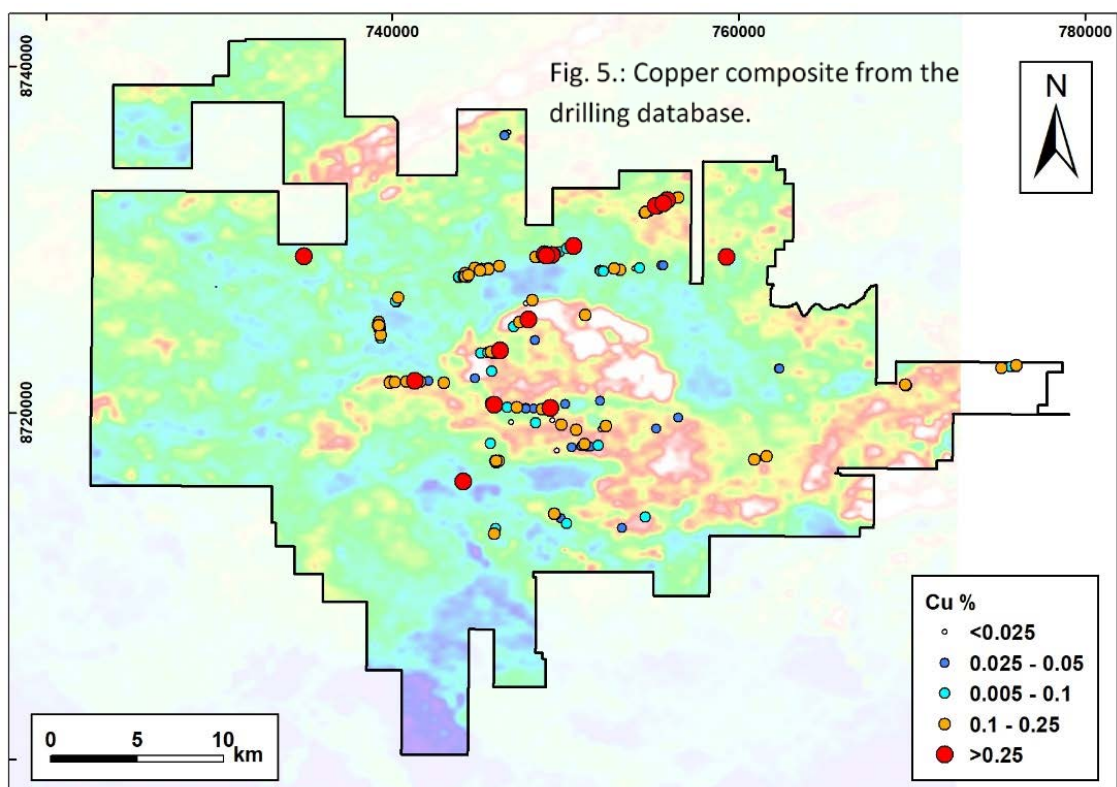 740000
760000
780000
8740000
Fig. 5.: Copper composite from the
drilling database.
N
8720000
Cu %
<0.025
0.025 - 0.05
0.005 - 0.1
0.1 - 0.25
>0.25
0 5 10
km